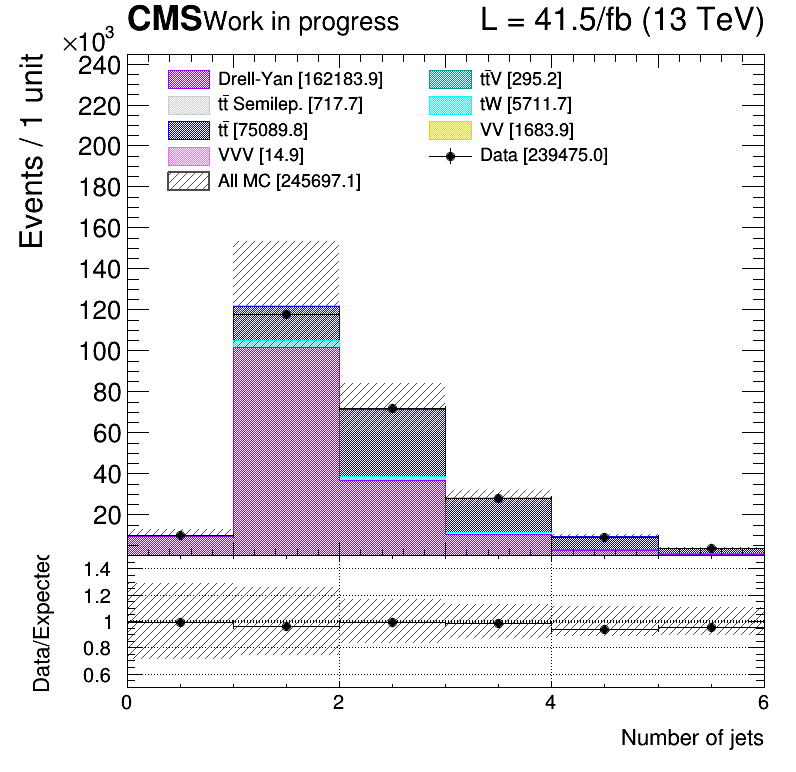 CMS Work in progress L = 41.5/fb (13 TeV)
×10³
Events / 1 unit
240
220
200
180
160
140
120
100
80
60
40
20
Drell-Yan [162183.9]
tt̄ Semilep. [717.7]
tt̄ [75089.8]
VVV [14.9]
All MC [245697.1]
tt̄V [295.2]
tW [5711.7]
VV [1683.9]
Data [239475.0]
Data/Expected
1.4
1.2
1
0.8
0.6
0 2 4 6
Number of jets